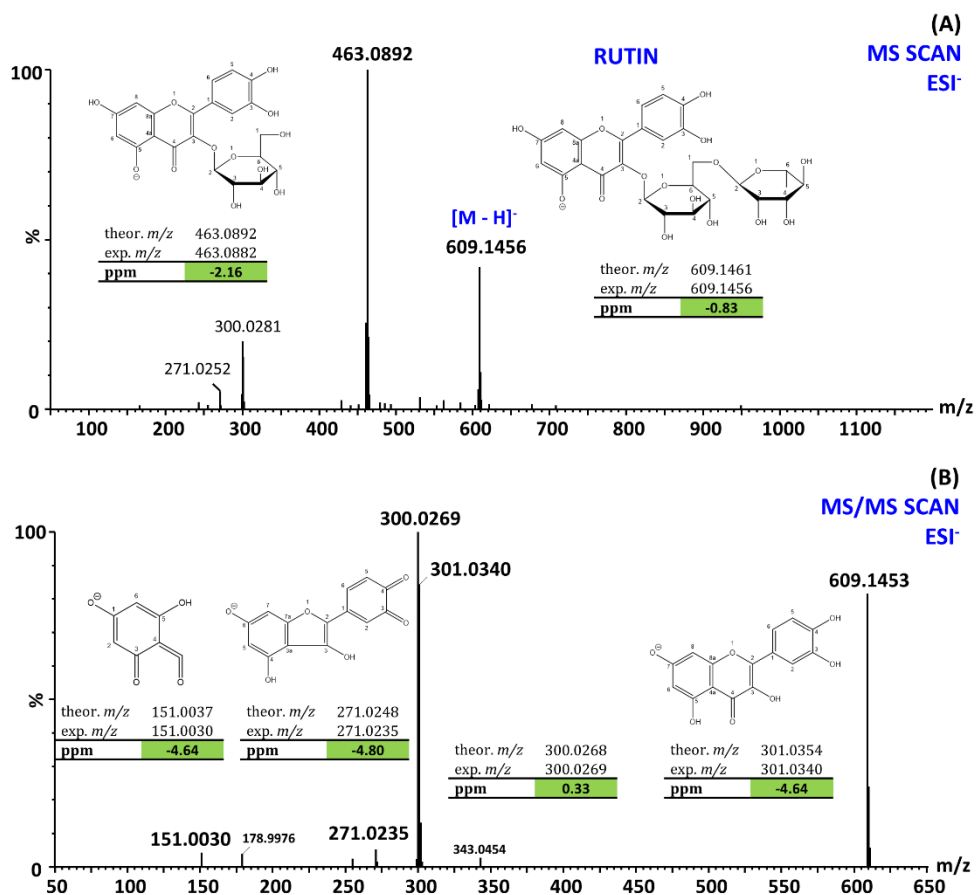 (A)
MS SCAN
ESI-
RUTIN
463.0892
[M - H]-
609.1456
300.0281
271.0252
theor. m/z 463.0892
exp. m/z 463.0882
ppm -2.16
theor. m/z 609.1461
exp. m/z 609.1456
ppm -0.83
100
%
0
50 100 200 300 400 500 600 700 800 900 1000 1100 m/z
(B)
MS/MS SCAN
ESI-
300.0269
301.0340
609.1453
theor. m/z 151.0037
exp. m/z 151.0030
ppm -4.64
theor. m/z 271.0248
exp. m/z 271.0235
ppm -4.80
theor. m/z 300.0268
exp. m/z 300.0269
ppm 0.33
theor. m/z 301.0354
exp. m/z 301.0340
ppm -4.64
151.0030
178.9976
271.0235
343.0454
100
%
0
50 100 150 200 250 300 350 400 450 500 550 600 650
m/z